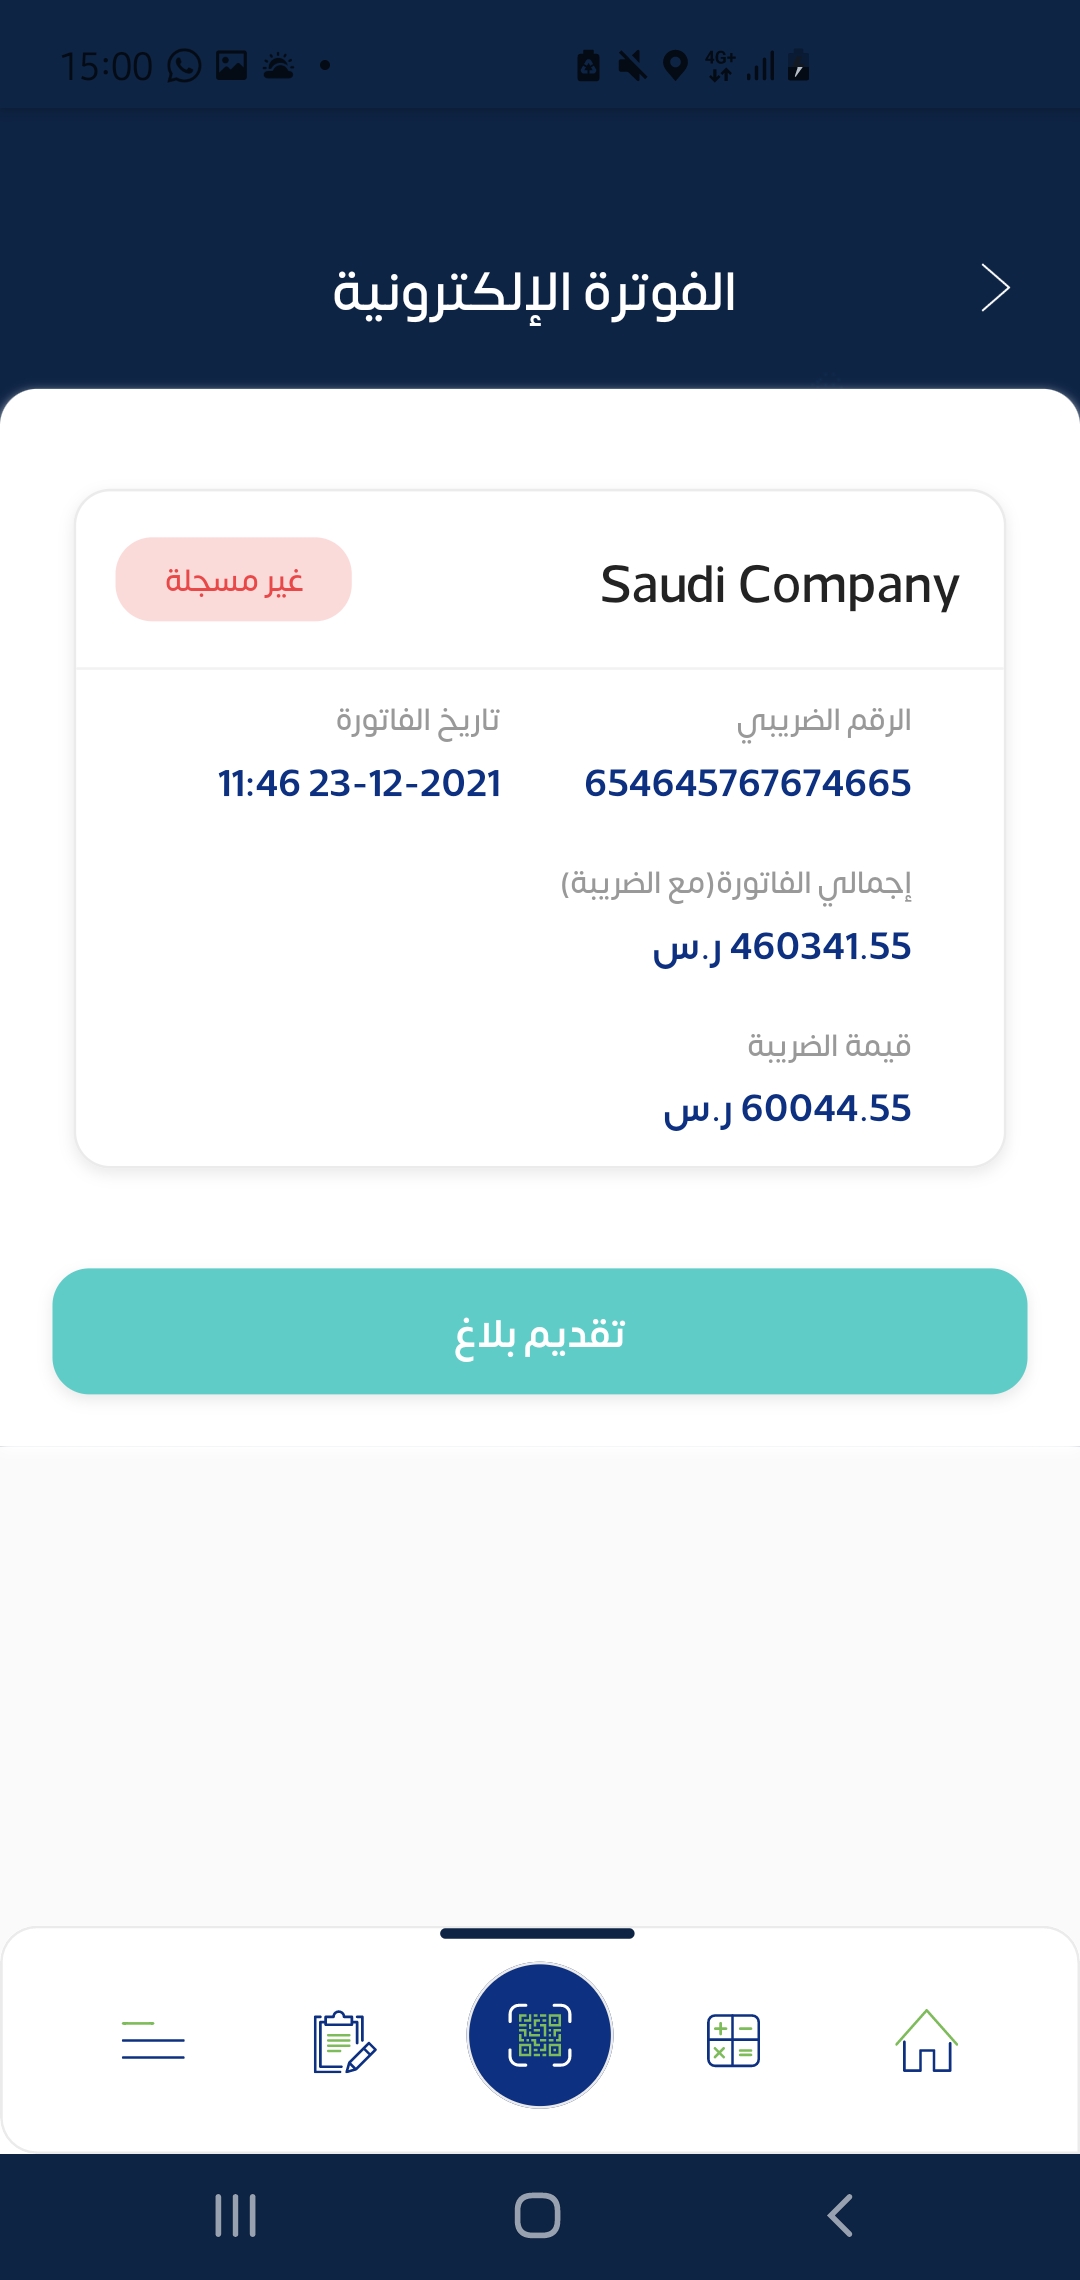 15:00
4G+
الفوترة الإلكترونية
Saudi Company
غير مسجلة
الرقم الضريبي
تاريخ الفاتورة
654645767674665
11:46 23-12-2021
إجمالي الفاتورة(مع الضريبة)
460341.55 ر.س
قيمة الضريبة
60044.55 ر.س
تقديم بلاغ